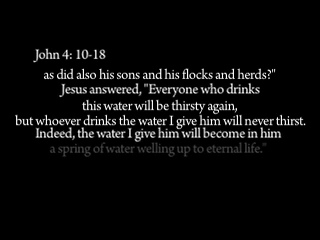 John 4: 10-18
as did also his sons and his flocks and herds?"
Jesus answered, "Everyone who drinks
this water will be thirsty again,
but whoever drinks the water I give him will never thirst.
Indeed, the water I give him will become in him
a spring of water welling up to eternal life."